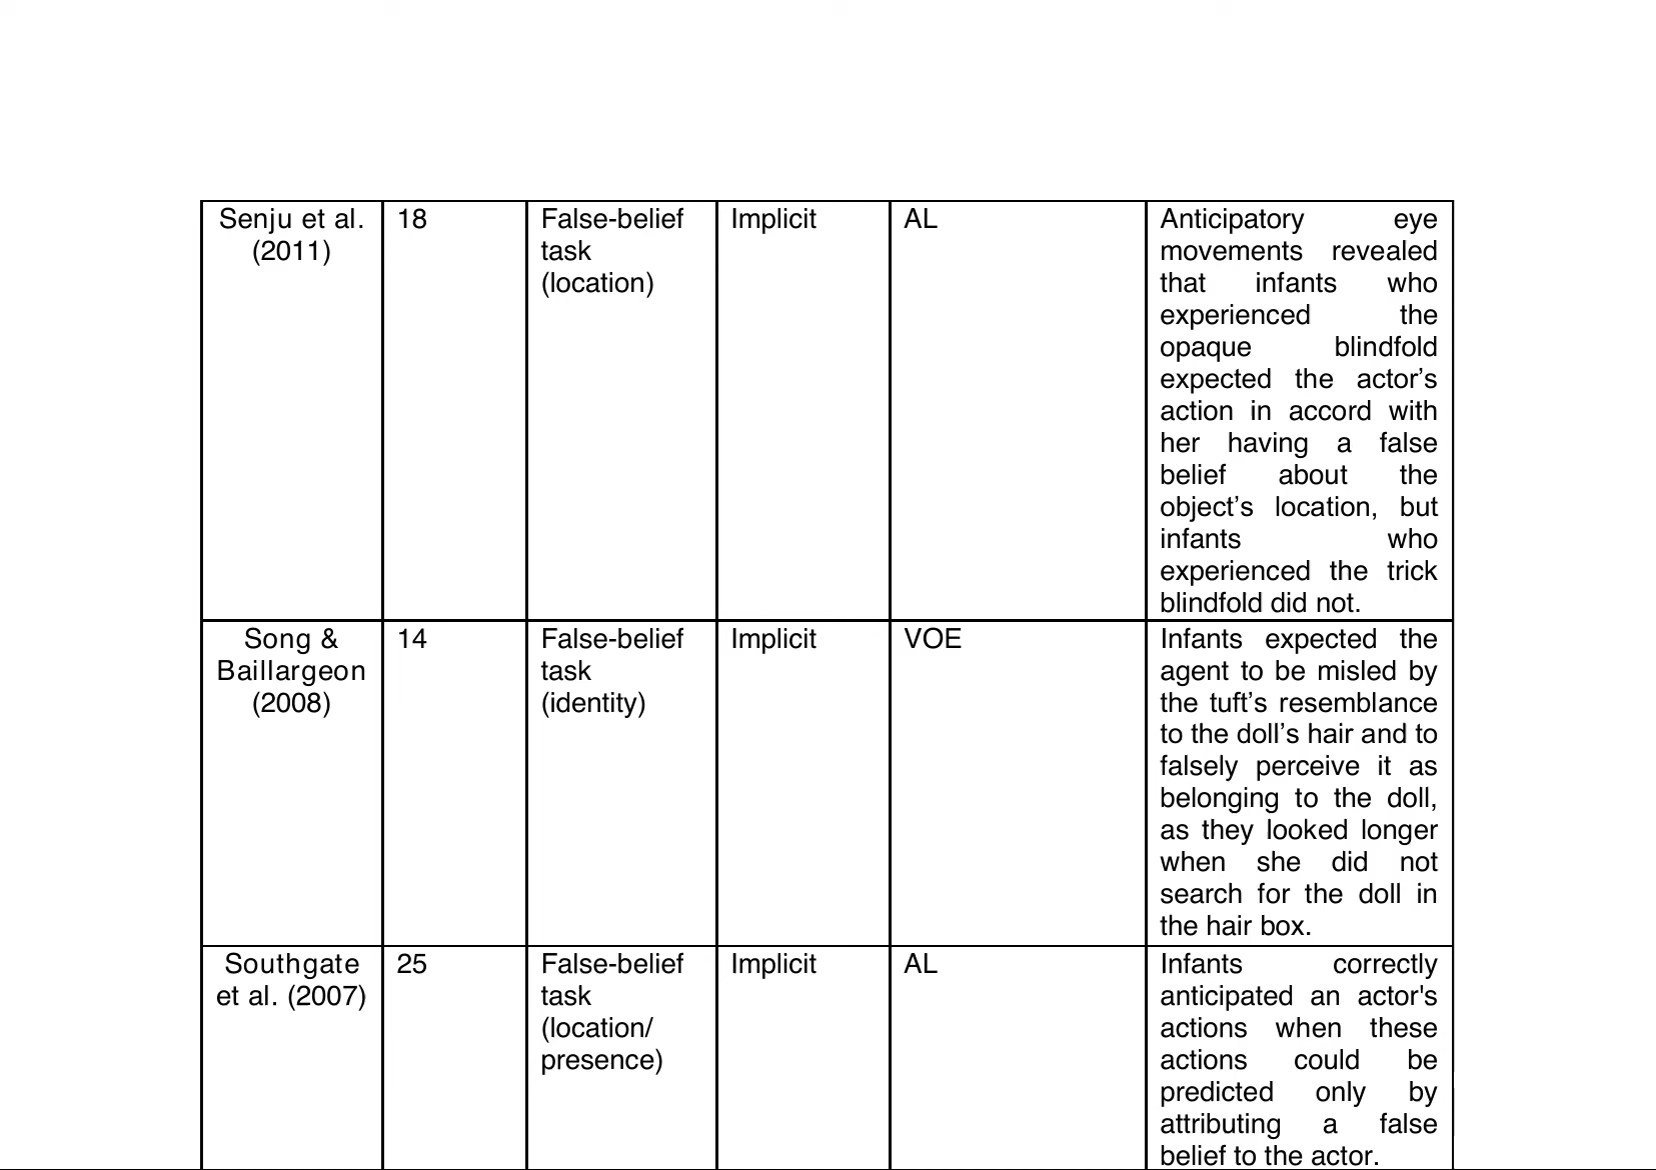 Senju et al.
(2011)
18
False-belief
task
(location)
Implicit
AL
Anticipatory eye
movements revealed
that infants who
experienced the
opaque blindfold
expected the actor’s
action in accord with
her having a false
belief about the
object’s location, but
infants who
experienced the trick
blindfold did not.
Song &
Baillargeon
(2008)
14
False-belief
task
(identity)
Implicit
VOE
Infants expected the
agent to be misled by
the tuft’s resemblance
to the doll’s hair and to
falsely perceive it as
belonging to the doll,
as they looked longer
when she did not
search for the doll in
the hair box.
Southgate
et al. (2007)
25
False-belief
task
(location/
presence)
Implicit
AL
Infants correctly
anticipated an actor's
actions when these
actions could be
predicted only by
attributing a false
belief to the actor.